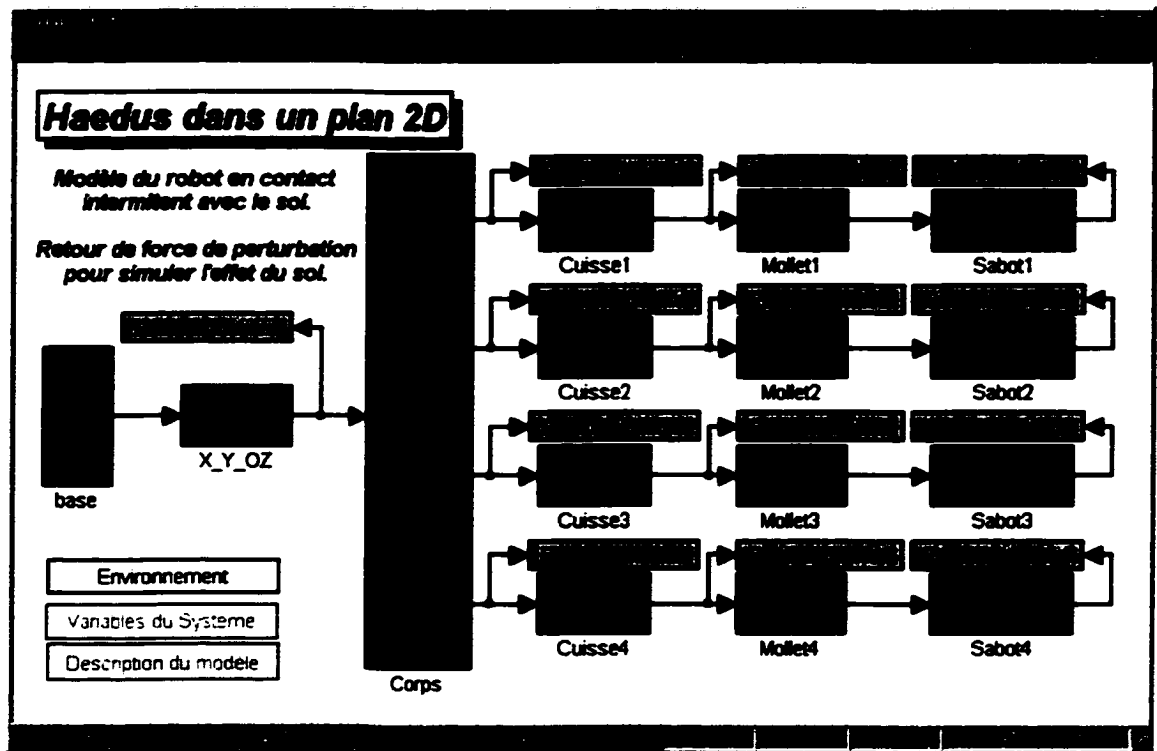 Haedus dans un plan 2D
Modèle du robot en contact
intermitent avec le sol.
Retour de force de perturbation
pour simuler l'effet du sol.
base
X_Y_OZ
Environnement
Variables du Système
Description du modèle
Corps
Cuisse1
Mollet1
Sabot1
Cuisse2
Mollet2
Sabot2
Cuisse3
Mollet3
Sabot3
Cuisse4
Mollet4
Sabot4